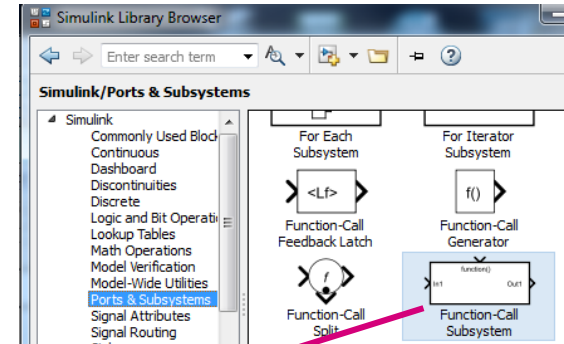 Simulink Library Browser
Enter search term
Simulink/Ports & Subsystems
Simulink
Commonly Used Block
Continuous
Dashboard
Discontinuities
Discrete
Logic and Bit Operati
Lookup Tables
Math Operations
Model Verification
Model-Wide Utilities
Ports & Subsystems
Signal Attributes
Signal Routing
For Each
Subsystem
For Iterator
Subsystem
<Lf>
Function-Call
Feedback Latch
f()
Function-Call
Generator
f
Function-Call
Split
function()
In1
Out1
Function-Call
Subsystem